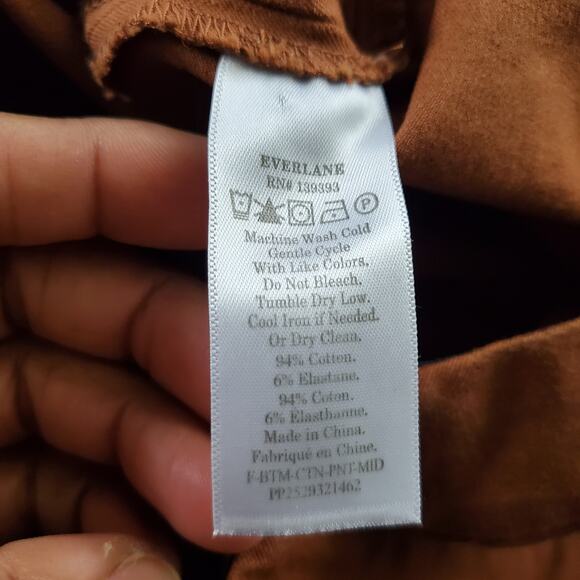 EVERLANE
RN# 139393
P
Machine Wash Cold
Gentle Cycle
With Like Colors.
Do Not Bleach.
Tumble Dry Low.
Cool Iron if Needed.
Or Dry Clean.
94% Cotton.
6% Elastane.
94% Coton.
6% Elasthanne.
Made in China.
Fabriqué en Chine.
F-BTM-CTN-PNT-MID
PP2529321462